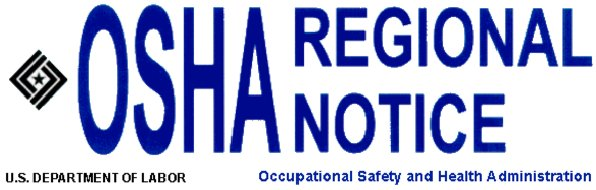 OSHA REGIONAL
NOTICE
U.S. DEPARTMENT OF LABOR
Occupational Safety and Health Administration